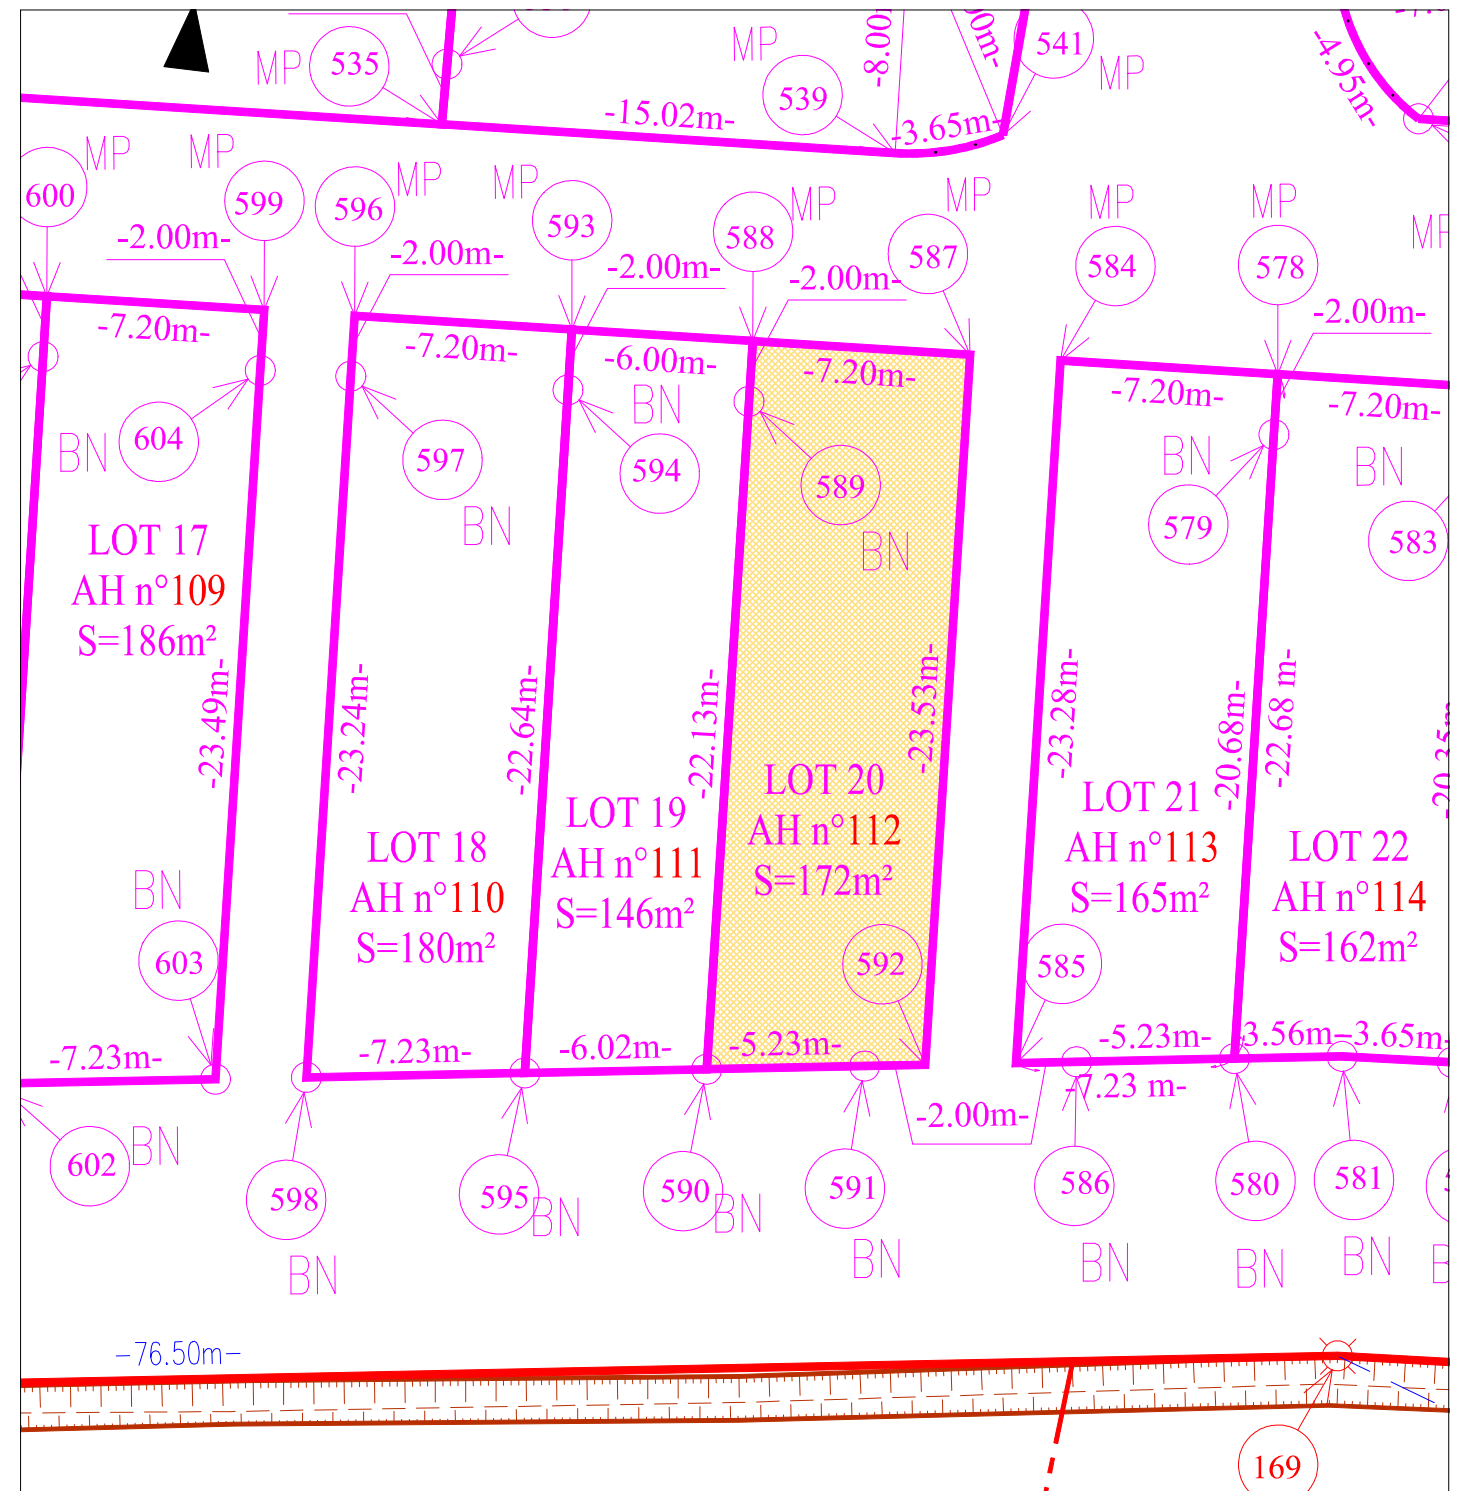 -8.00m-
MP
535
MP
539
541
MP
-4.95m-
-15.02m-
-3.65m-
MP
MP
MP
MP
MP
MP
MP
MP
600
599
596
593
588
587
584
578
-2.00m-
-2.00m-
-2.00m-
-2.00m-
-2.00m-
-7.20m-
-7.20m-
-6.00m-
-7.20m-
-7.20m-
-7.20m-
BN
604
BN
597
BN
594
589
BN
BN
579
BN
583
LOT 17
AH n°109
S=186m²
-23.49m-
-23.24m-
-22.64m-
-22.13m-
-23.53m-
-23.28m-
-20.68m-
-22.68 m-
LOT 18
AH n°110
S=180m²
LOT 19
AH n°111
S=146m²
LOT 20
AH n°112
S=172m²
LOT 21
AH n°113
S=165m²
LOT 22
AH n°114
S=162m²
BN
603
592
585
-7.23m-
-7.23m-
-6.02m-
-5.23m-
-5.23m-
3.56m-
-3.65m-
-7.23 m-
-2.00m-
602
BN
598
BN
595
BN
590
BN
591
BN
586
BN
580
BN
581
BN
-76.50m-
169